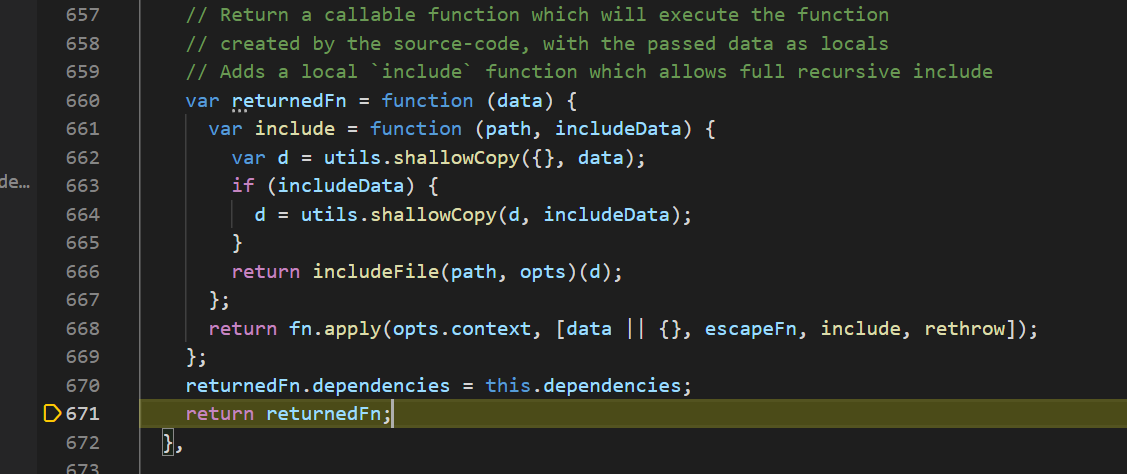 657 // Return a callable function which will execute the function
658 // created by the source-code, with the passed data as locals
659 // Adds a local `include` function which allows full recursive include
660 var returnedFn = function (data) {
661 var include = function (path, includeData) {
662 var d = utils.shallowCopy({}, data);
de… 663 if (includeData) {
664 d = utils.shallowCopy(d, includeData);
665 }
666 return includeFile(path, opts)(d);
667 };
668 return fn.apply(opts.context, [data || {}, escapeFn, include, rethrow]);
669 };
670 returnedFn.dependencies = this.dependencies;
671 return returnedFn;
672 },
673